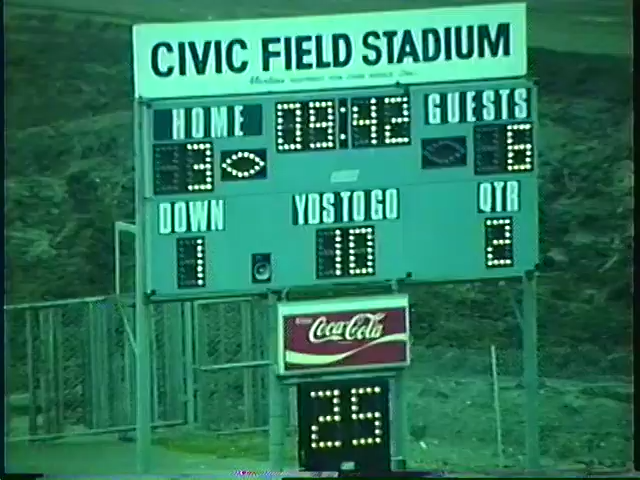 CIVIC FIELD STADIUM
HOME 09:42 GUESTS
3 6
DOWN YDS TO GO QTR
1 10 2
Coca-Cola
25